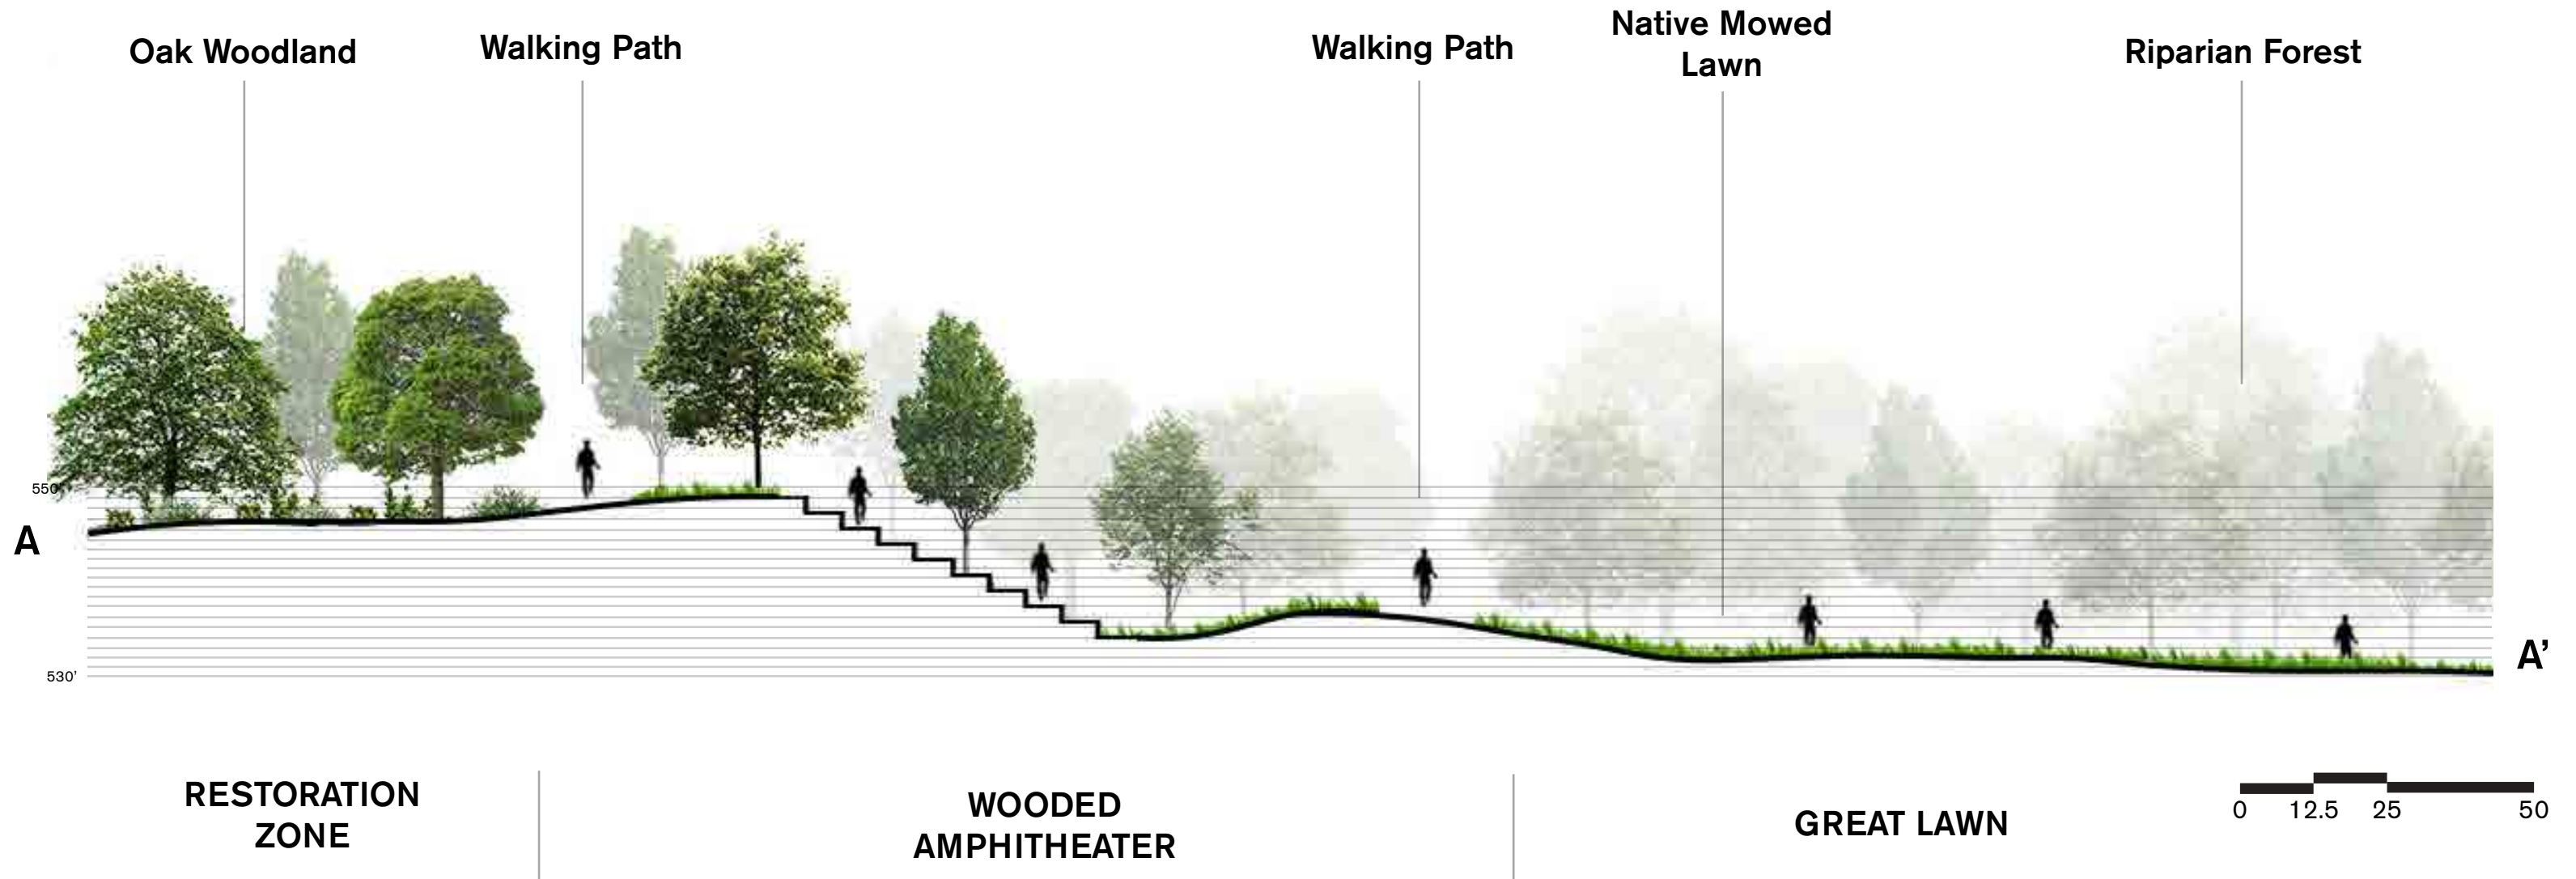 Oak Woodland
Walking Path
Walking Path
Native Mowed
Lawn
Riparian Forest
550'
A
530'
A’
RESTORATION
ZONE
WOODED
AMPHITHEATER
GREAT LAWN
0 12.5 25 50